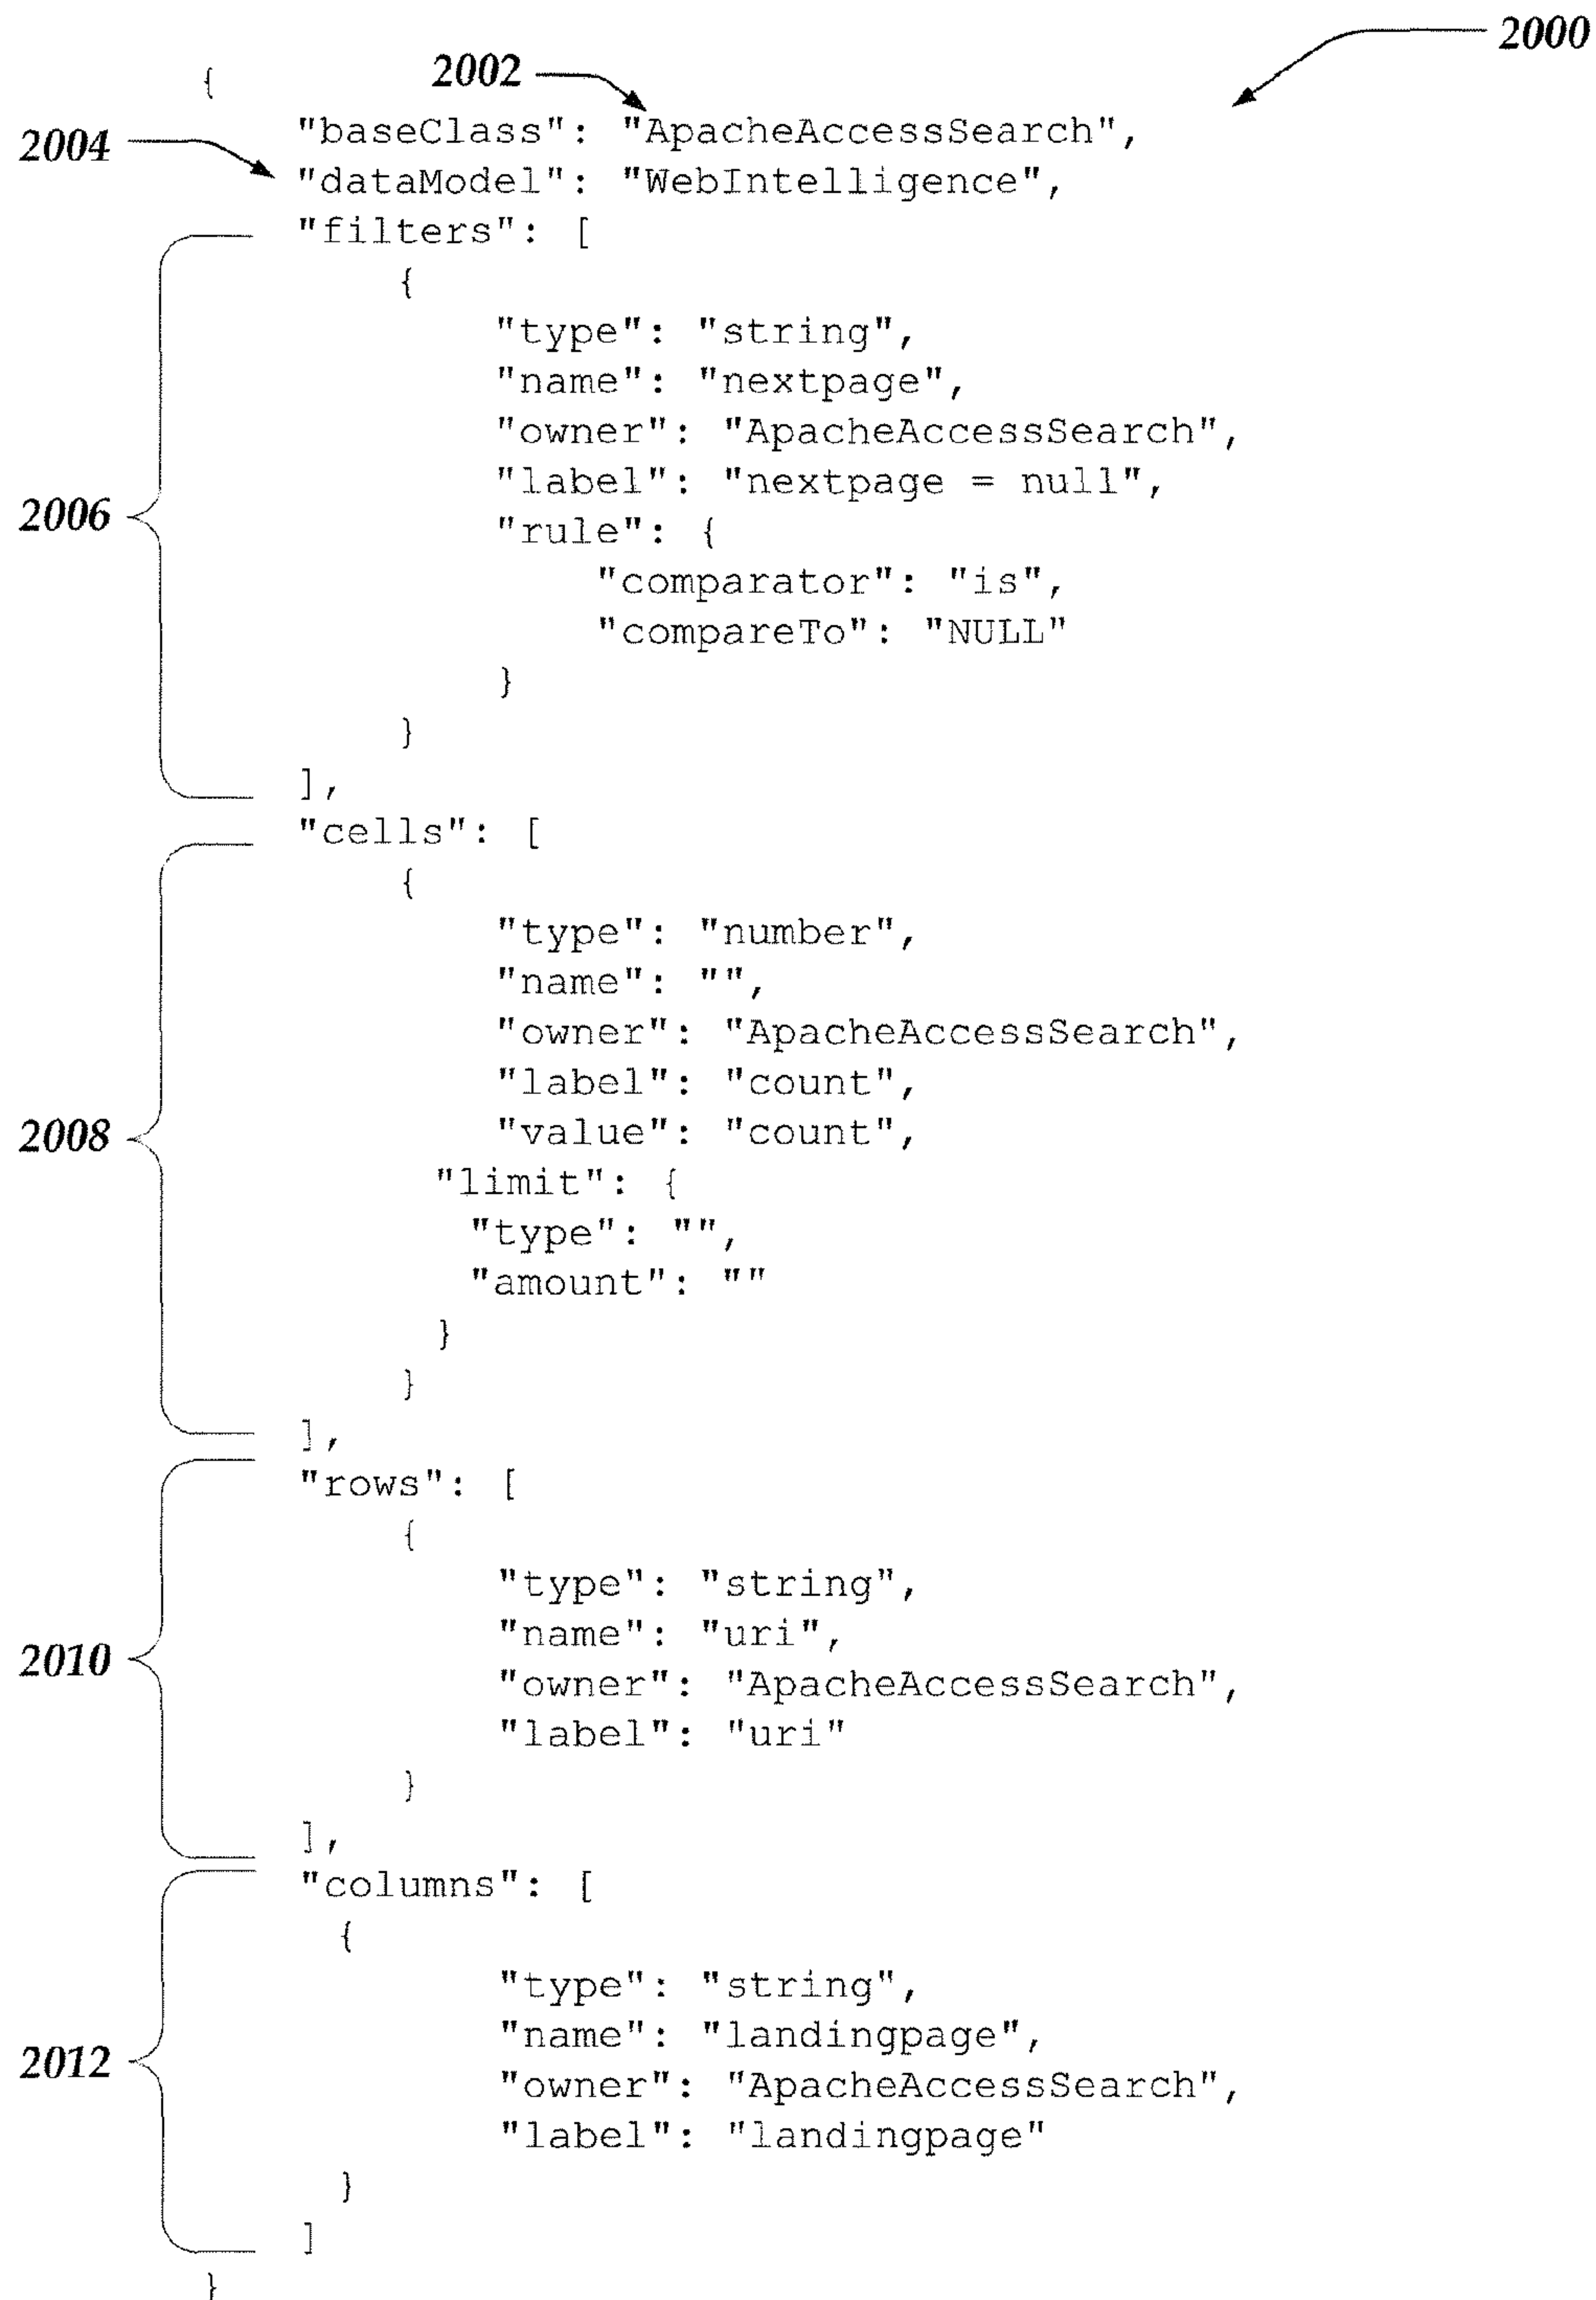 2000
{
2002
"baseClass": "ApacheAccessSearch",
2004
"dataModel": "WebIntelligence",
"filters": [
{
"type": "string",
"name": "nextpage",
"owner": "ApacheAccessSearch",
"label": "nextpage = null",
2006
"rule": {
"comparator": "is",
"compareTo": "NULL"
}
}
],
"cells": [
{
"type": "number",
"name": "",
"owner": "ApacheAccessSearch",
"label": "count",
2008
"value": "count",
"limit": {
"type": "",
"amount": ""
}
}
],
"rows": [
{
"type": "string",
"name": "uri",
2010
"owner": "ApacheAccessSearch",
"label": "uri"
}
],
"columns": [
{
"type": "string",
"name": "landingpage",
2012
"owner": "ApacheAccessSearch",
"label": "landingpage"
}
]
}